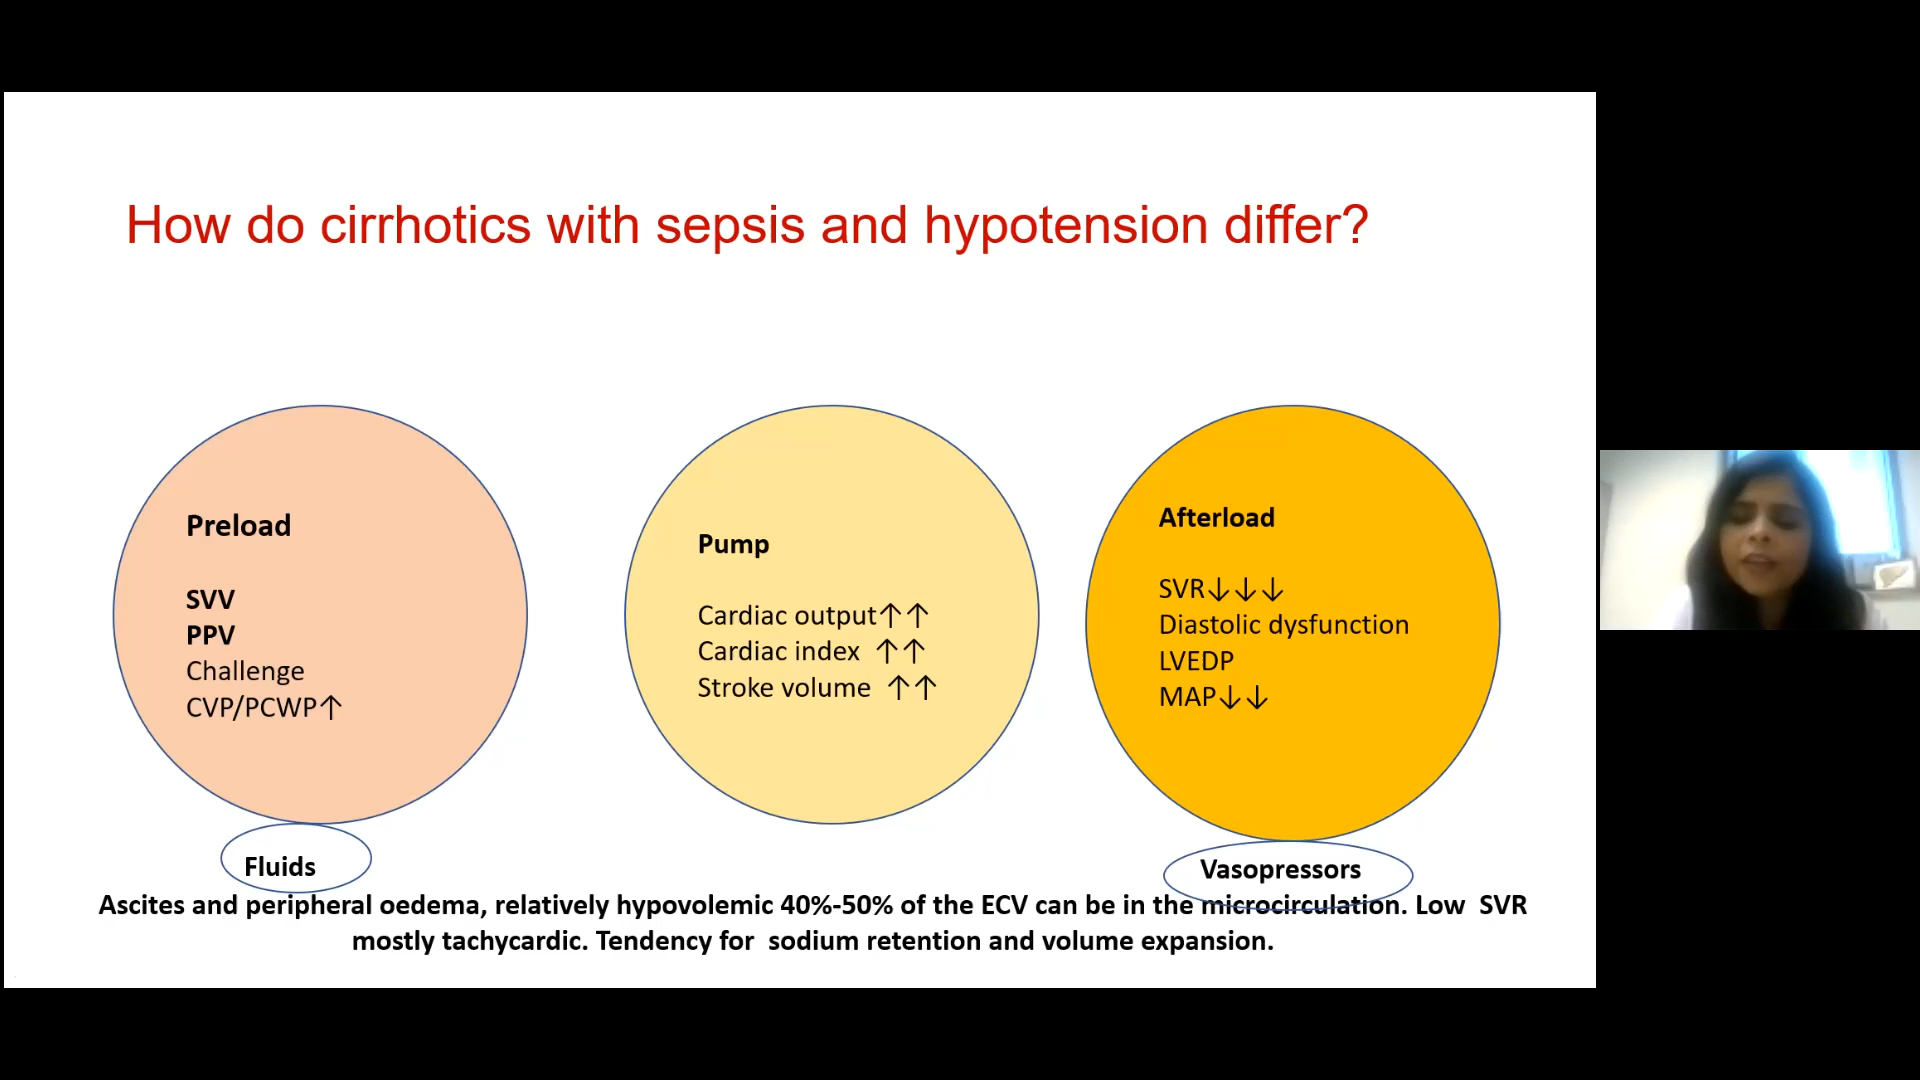 How do cirrhotics with sepsis and hypotension differ?
Preload
SVV
PPV
Challenge
CVP/PCWP↑
Pump
Cardiac output↑↑
Cardiac index ↑↑
Stroke volume ↑↑
Afterload
SVR↓↓↓
Diastolic dysfunction
LVEDP
MAP↓↓
Fluids
Vasopressors
Ascites and peripheral oedema, relatively hypovolemic 40%-50% of the ECV can be in the microcirculation. Low SVR
mostly tachycardic. Tendency for sodium retention and volume expansion.